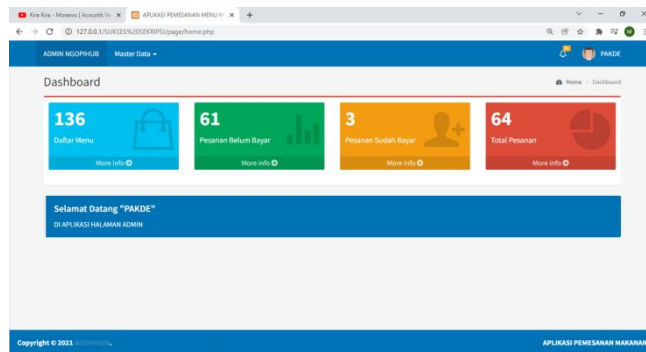 Kira Kira - Mosawo | Acoustik Ve
APLIKASI PEMESANAN MENU M
127.0.0.1/SUKSES%20SEKRIPSI/page/home.php
ADMIN NGOPIHUB Master Data
PAKDE
Dashboard
Home > Dashboard
136
Daftar Menu
More info
61
Pesanan Belum Bayar
More info
3
Pesanan Sudah Bayar
More info
64
Total Pesanan
More info
Selamat Datang "PAKDE"
DI APLIKASI HALAMAN ADMIN
Copyright © 2021 NGOPIHUB.
APLIKASI PEMESANAN MAKANAN